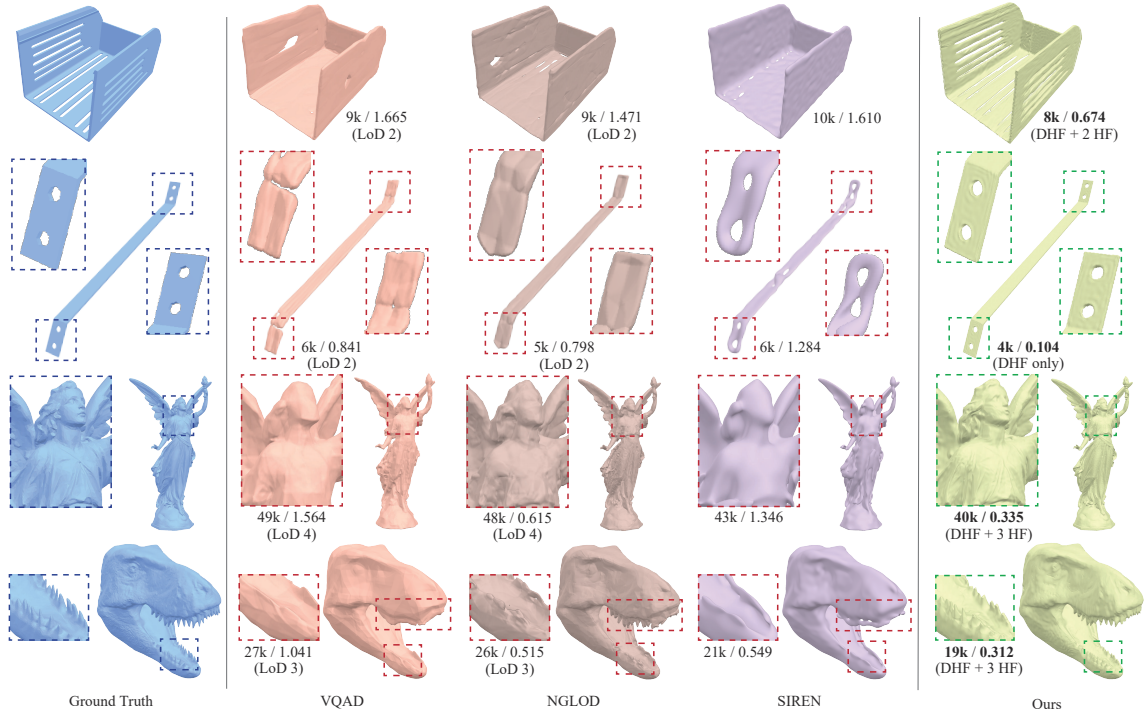 9k / 1.665
(LoD 2)
9k / 1.471
(LoD 2)
10k / 1.610
8k / 0.674
(DHF + 2 HF)
6k / 0.841
(LoD 2)
5k / 0.798
(LoD 2)
6k / 1.284
4k / 0.104
(DHF only)
49k / 1.564
(LoD 4)
48k / 0.615
(LoD 4)
43k / 1.346
40k / 0.335
(DHF + 3 HF)
27k / 1.041
(LoD 3)
26k / 0.515
(LoD 3)
21k / 0.549
19k / 0.312
(DHF + 3 HF)
Ground Truth
VQAD
NGLOD
SIREN
Ours